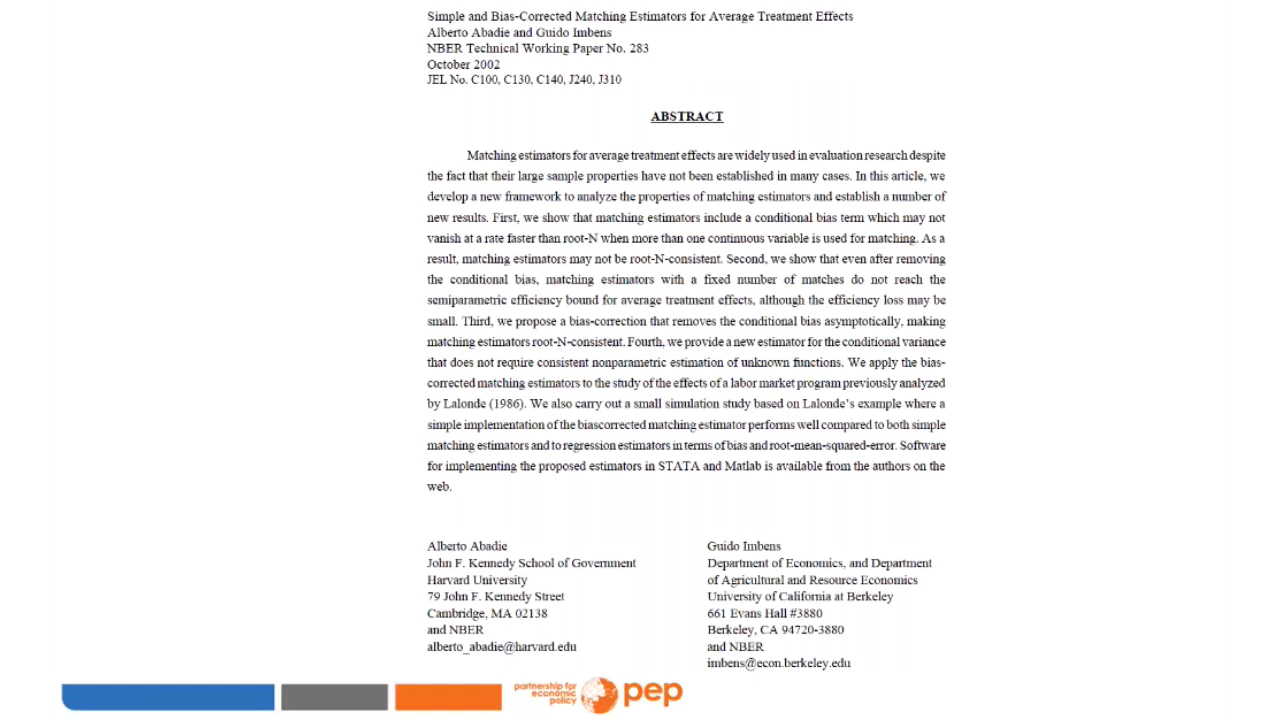 Simple and Bias-Corrected Matching Estimators for Average Treatment Effects
Alberto Abadie and Guido Imbens
NBER Technical Working Paper No. 283
October 2002
JEL No. C100, C130, C140, J240, J310
ABSTRACT
Matching estimators for average treatment effects are widely used in evaluation research despite
the fact that their large sample properties have not been established in many cases. In this article, we
develop a new framework to analyze the properties of matching estimators and establish a number of
new results. First, we show that matching estimators include a conditional bias term which may not
vanish at a rate faster than root-N when more than one continuous variable is used for matching. As a
result, matching estimators may not be root-N-consistent. Second, we show that even after removing
the conditional bias, matching estimators with a fixed number of matches do not reach the
semiparametric efficiency bound for average treatment effects, although the efficiency loss may be
small. Third, we propose a bias-correction that removes the conditional bias asymptotically, making
matching estimators root-N-consistent. Fourth, we provide a new estimator for the conditional variance
that does not require consistent nonparametric estimation of unknown functions. We apply the bias-
corrected matching estimators to the study of the effects of a labor market program previously analyzed
by Lalonde (1986). We also carry out a small simulation study based on Lalonde's example where a
simple implementation of the biascorrected matching estimator performs well compared to both simple
matching estimators and to regression estimators in terms of bias and root-mean-squared-error. Software
for implementing the proposed estimators in STATA and Matlab is available from the authors on the
web.
Alberto Abadie
John F. Kennedy School of Government
Harvard University
79 John F. Kennedy Street
Cambridge, MA 02138
and NBER
alberto_abadie@harvard.edu
Guido Imbens
Department of Economics, and Department
of Agricultural and Resource Economics
University of California at Berkeley
661 Evans Hall #3880
Berkeley, CA 94720-3880
and NBER
imbens@econ.berkeley.edu
partnership for
economic
policy
pep